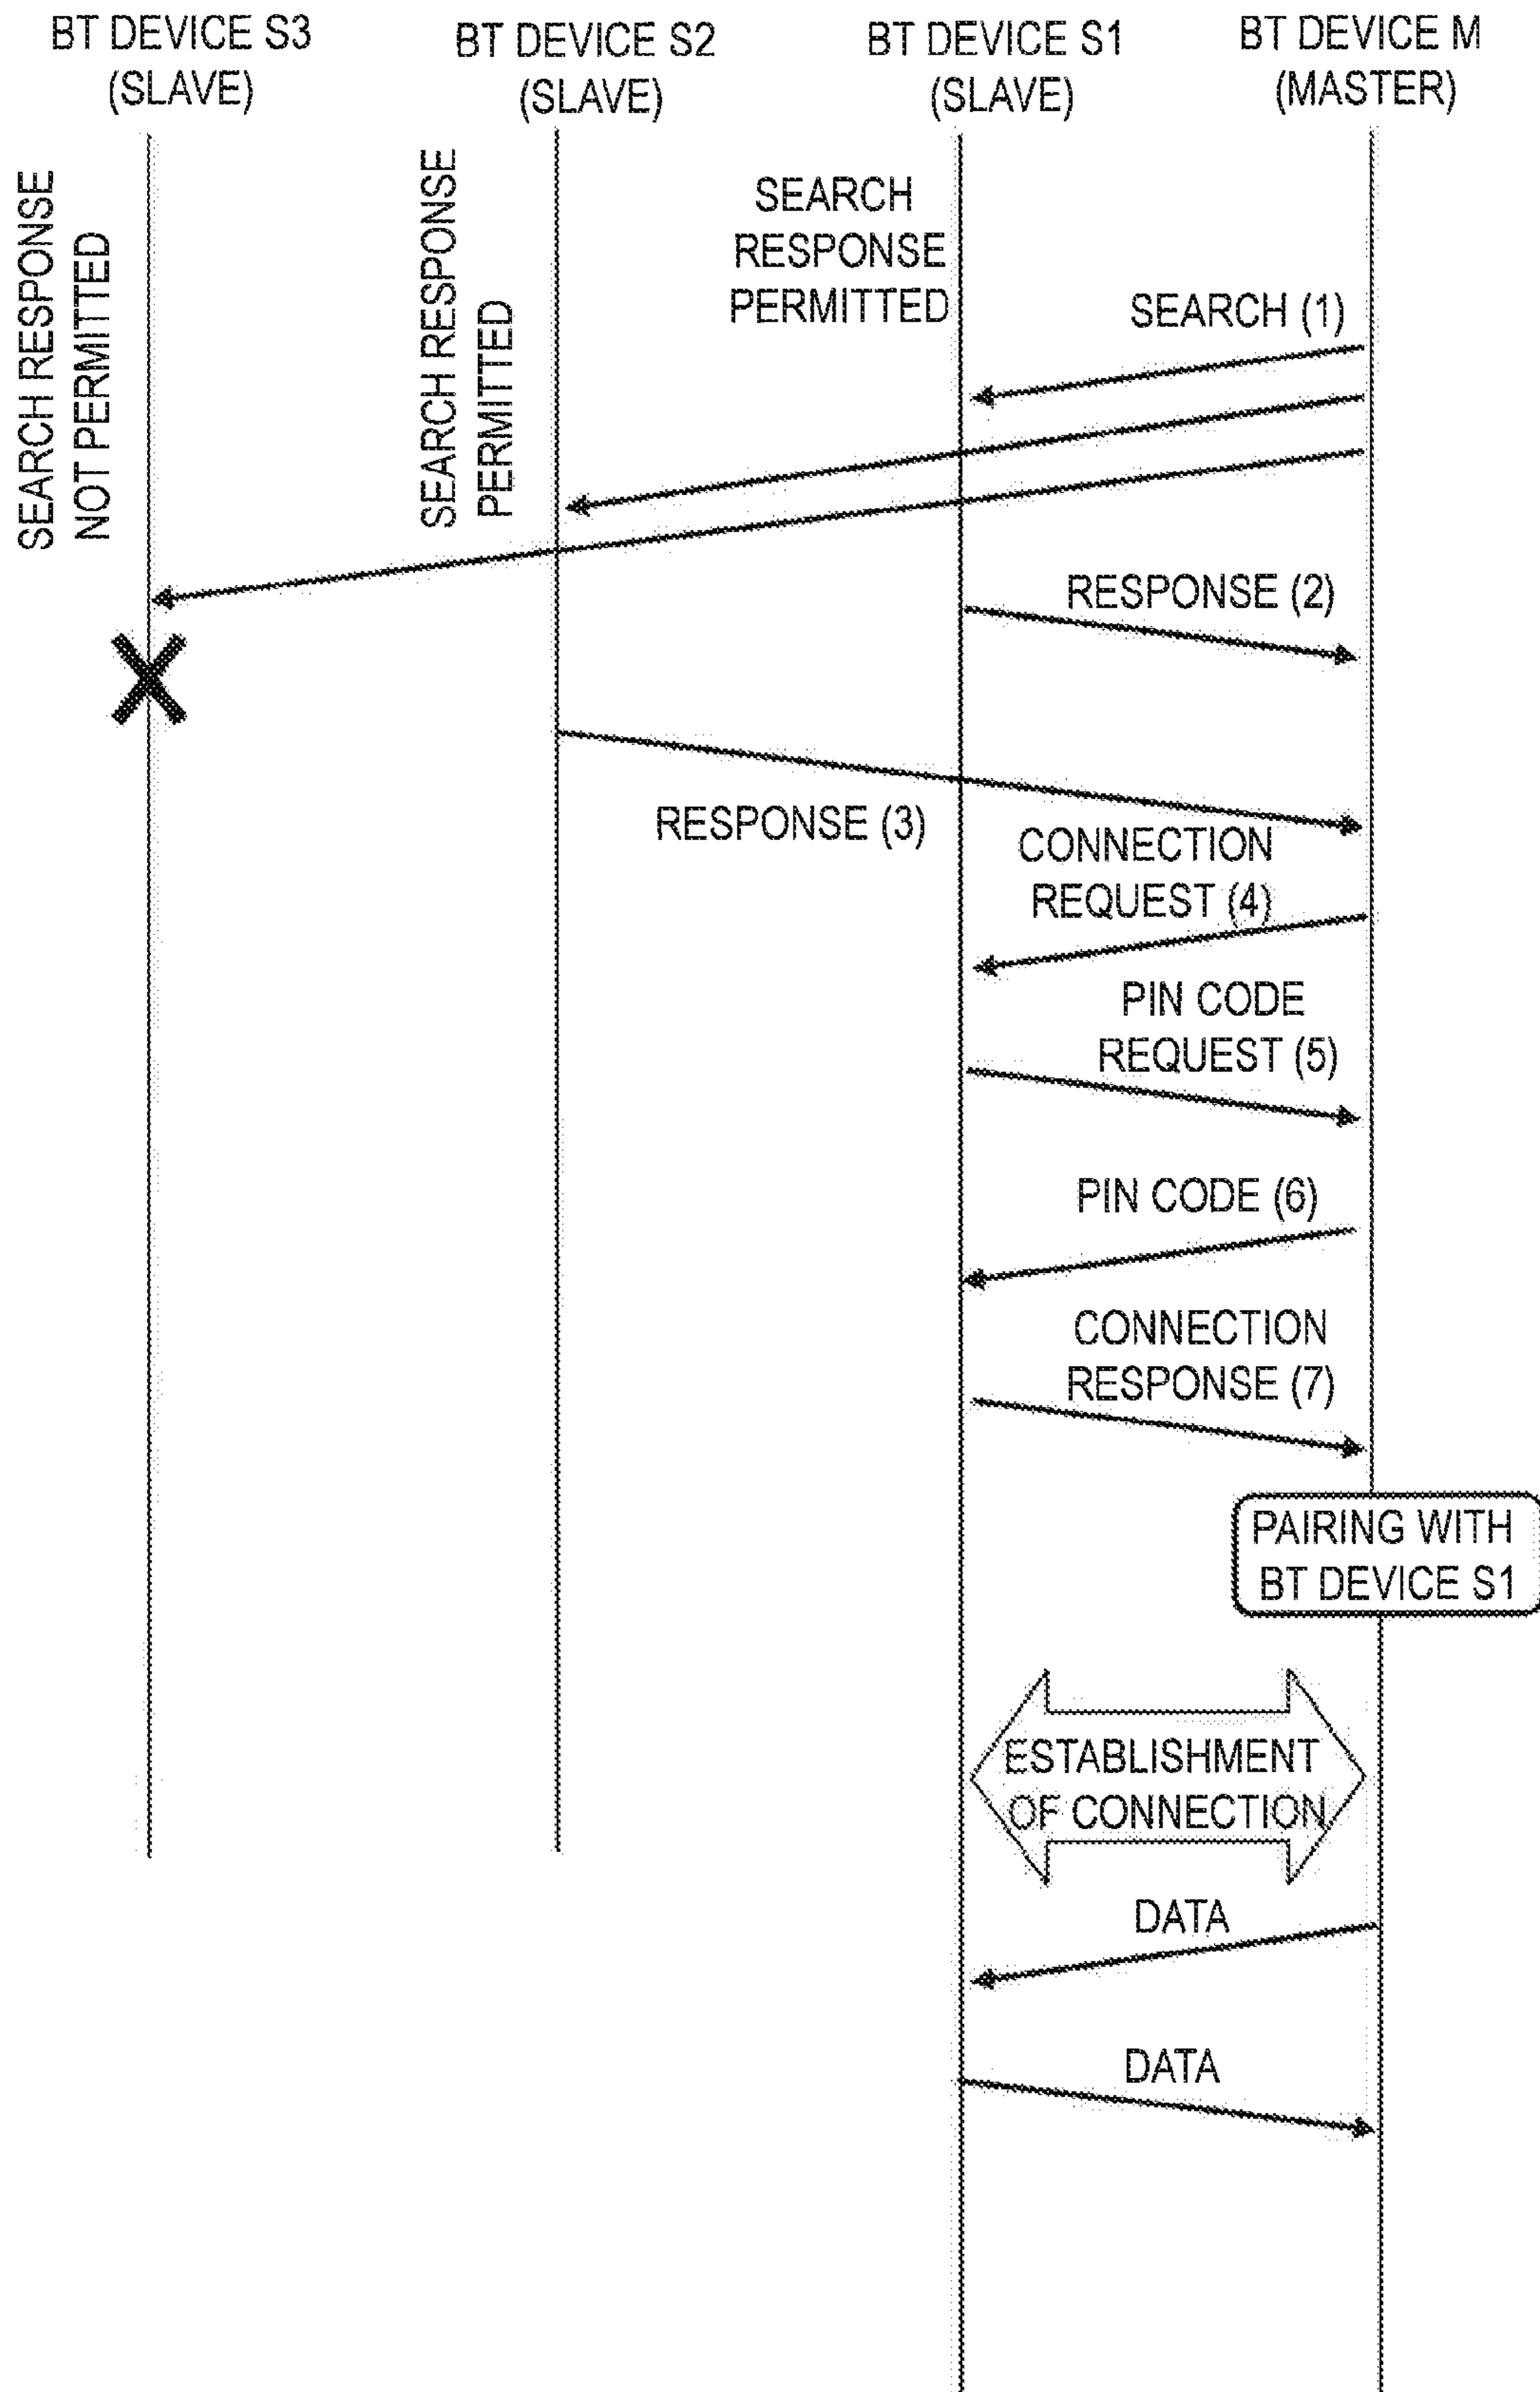 BT DEVICE S3
(SLAVE)
BT DEVICE S2
(SLAVE)
BT DEVICE S1
(SLAVE)
BT DEVICE M
(MASTER)
SEARCH RESPONSE
NOT PERMITTED
SEARCH RESPONSE
PERMITTED
SEARCH
RESPONSE
PERMITTED
SEARCH (1)
RESPONSE (2)
RESPONSE (3)
CONNECTION
REQUEST (4)
PIN CODE
REQUEST (5)
PIN CODE (6)
CONNECTION
RESPONSE (7)
PAIRING WITH
BT DEVICE S1
ESTABLISHMENT
OF CONNECTION
DATA
DATA